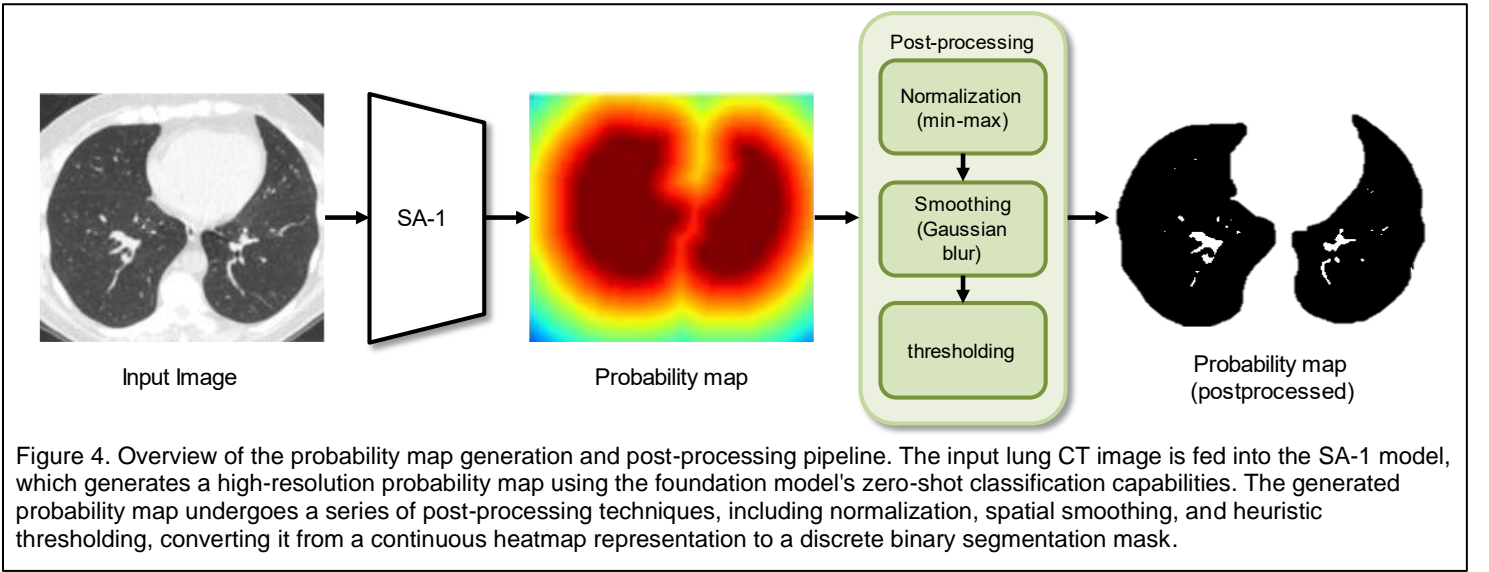 Post-processing
Normalization
(min-max)
SA-1
Smoothing
(Gaussian
blur)
thresholding
Input Image
Probability map
Probability map
(postprocessed)
Figure 4. Overview of the probability map generation and post-processing pipeline. The input lung CT image is fed into the SA-1 model,
which generates a high-resolution probability map using the foundation model's zero-shot classification capabilities. The generated
probability map undergoes a series of post-processing techniques, including normalization, spatial smoothing, and heuristic
thresholding, converting it from a continuous heatmap representation to a discrete binary segmentation mask.